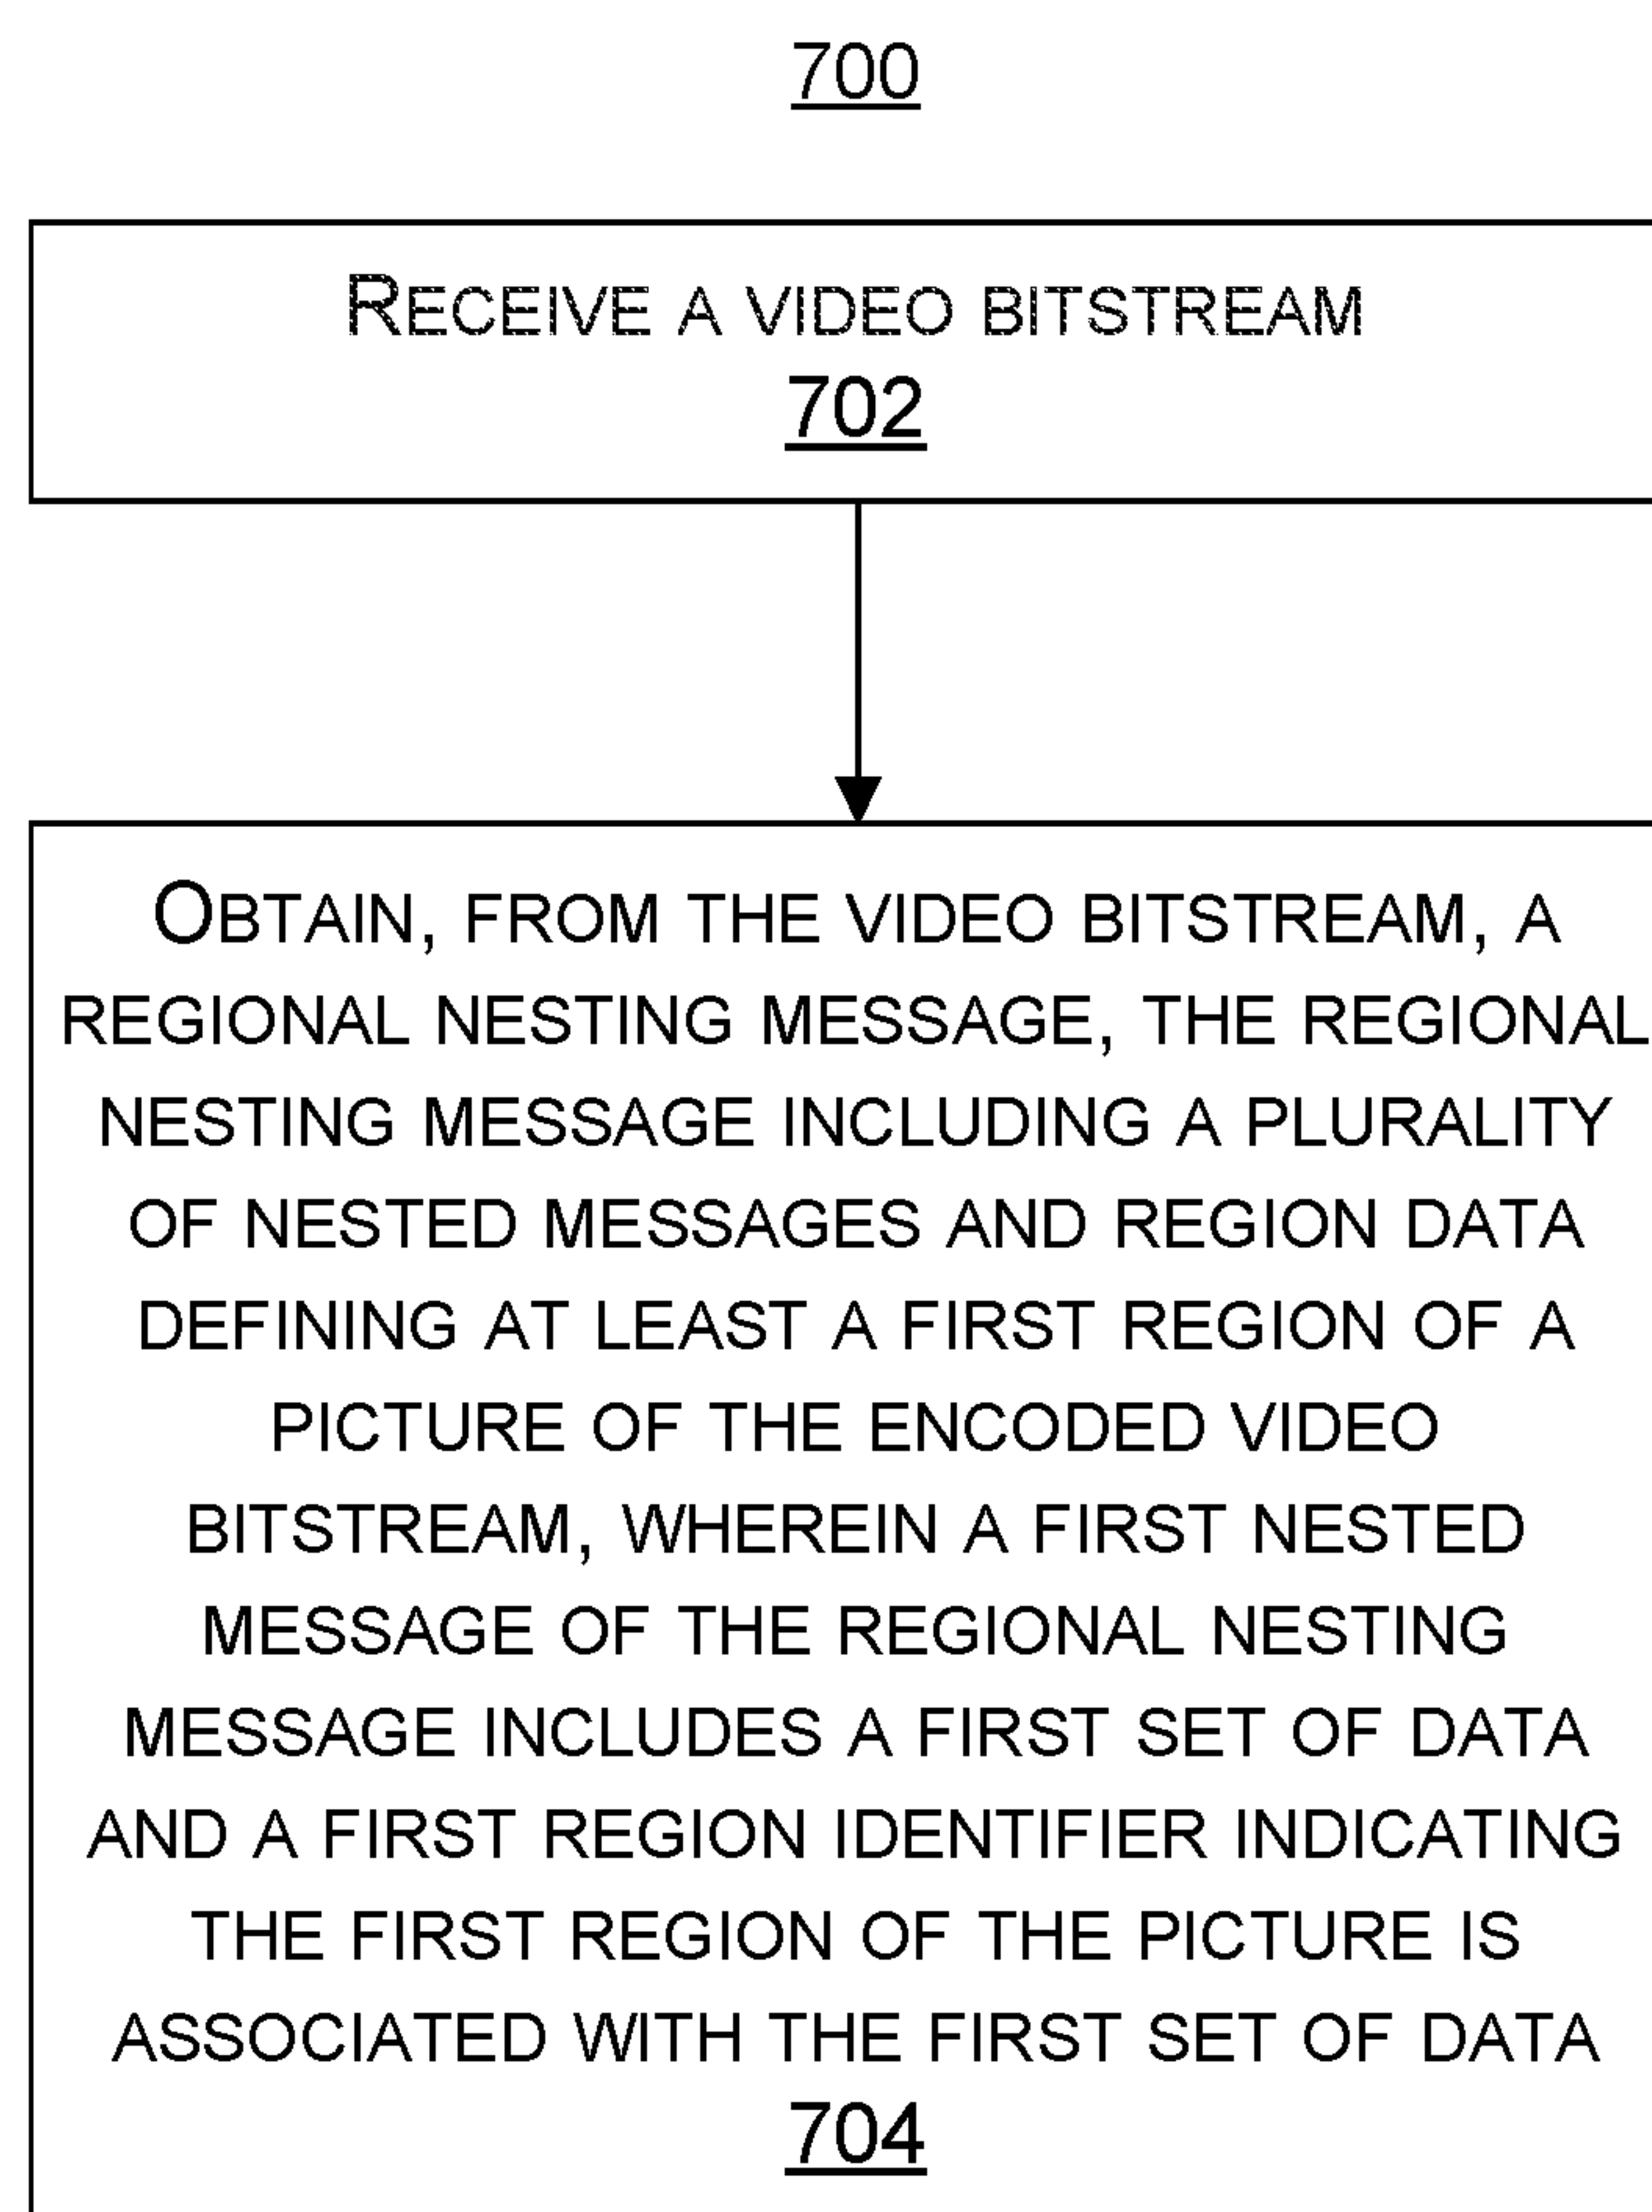 700
RECEIVE A VIDEO BITSTREAM
702
OBTAIN, FROM THE VIDEO BITSTREAM, A
REGIONAL NESTING MESSAGE, THE REGIONAL
NESTING MESSAGE INCLUDING A PLURALITY
OF NESTED MESSAGES AND REGION DATA
DEFINING AT LEAST A FIRST REGION OF A
PICTURE OF THE ENCODED VIDEO
BITSTREAM, WHEREIN A FIRST NESTED
MESSAGE OF THE REGIONAL NESTING
MESSAGE INCLUDES A FIRST SET OF DATA
AND A FIRST REGION IDENTIFIER INDICATING
THE FIRST REGION OF THE PICTURE IS
ASSOCIATED WITH THE FIRST SET OF DATA
704